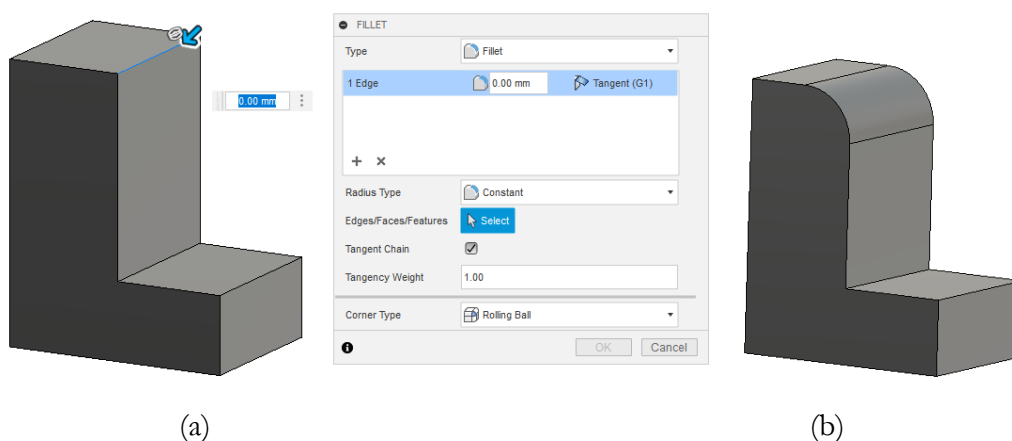 FILLET
Type Fillet
1 Edge 0.00 mm Tangent (G1)
0.00 mm
+ ×
Radius Type Constant
Edges/Faces/Features Select
Tangent Chain
Tangency Weight 1.00
Corner Type Rolling Ball
OK Cancel
(a) (b)